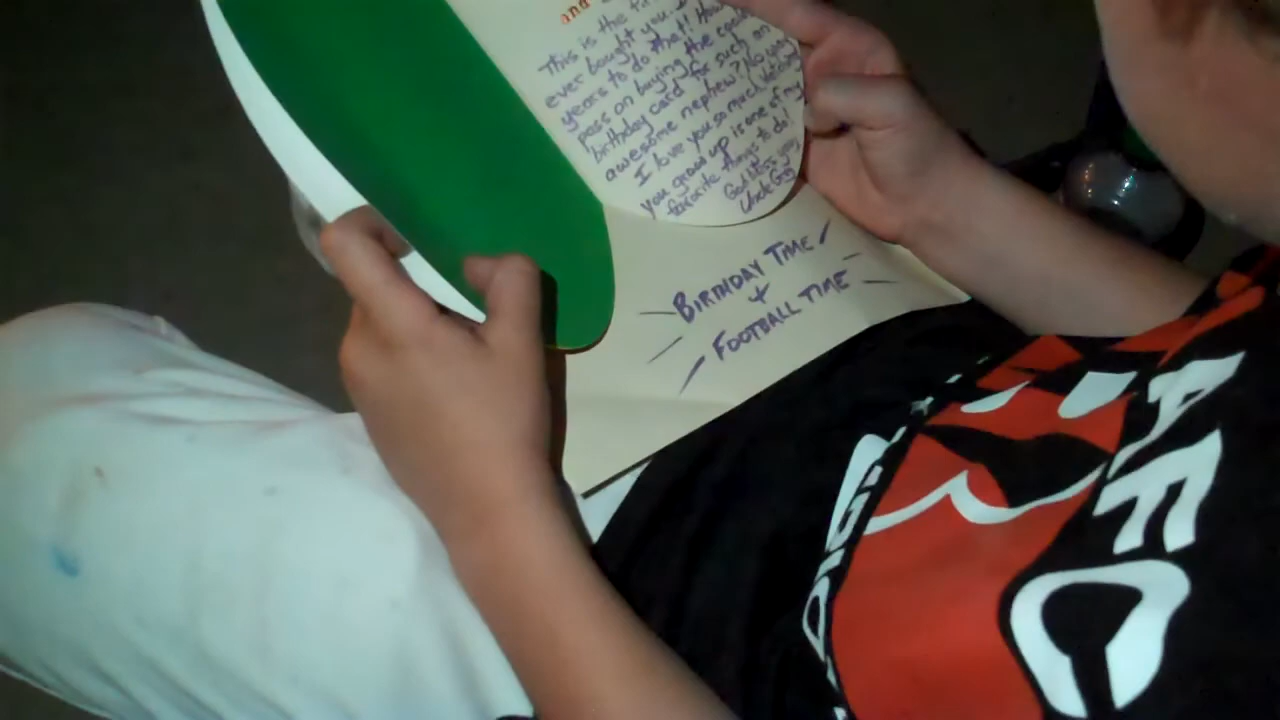 and
This is the
ever bought you.
years to do that! How
pass on buying the
birthday card for such an
awesome nephew? No way
I love you so much. Watching
you grow up is one of my
favorite things to do!
God bless you,
Uncle
BIRTHDAY TIME
+
FOOTBALL TIME